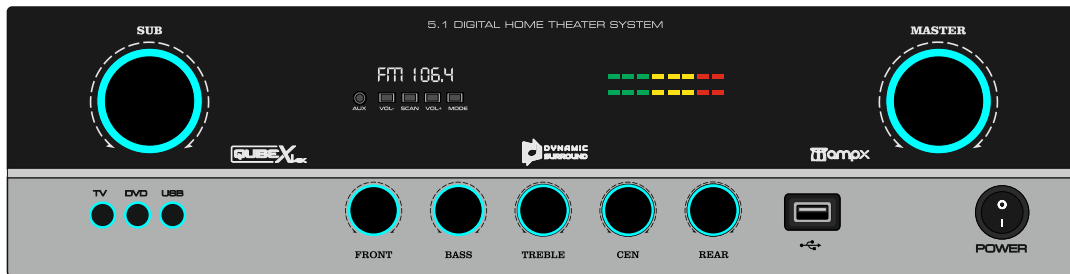 5.1 DIGITAL HOME THEATER SYSTEM
SUB
MASTER
FM 106.4
AUX VOL- SCAN VOL+ MODE
QUBEX
DYNAMIC
SURROUND
ampx
TV DVD USB
FRONT BASS TREBLE CEN REAR
POWER